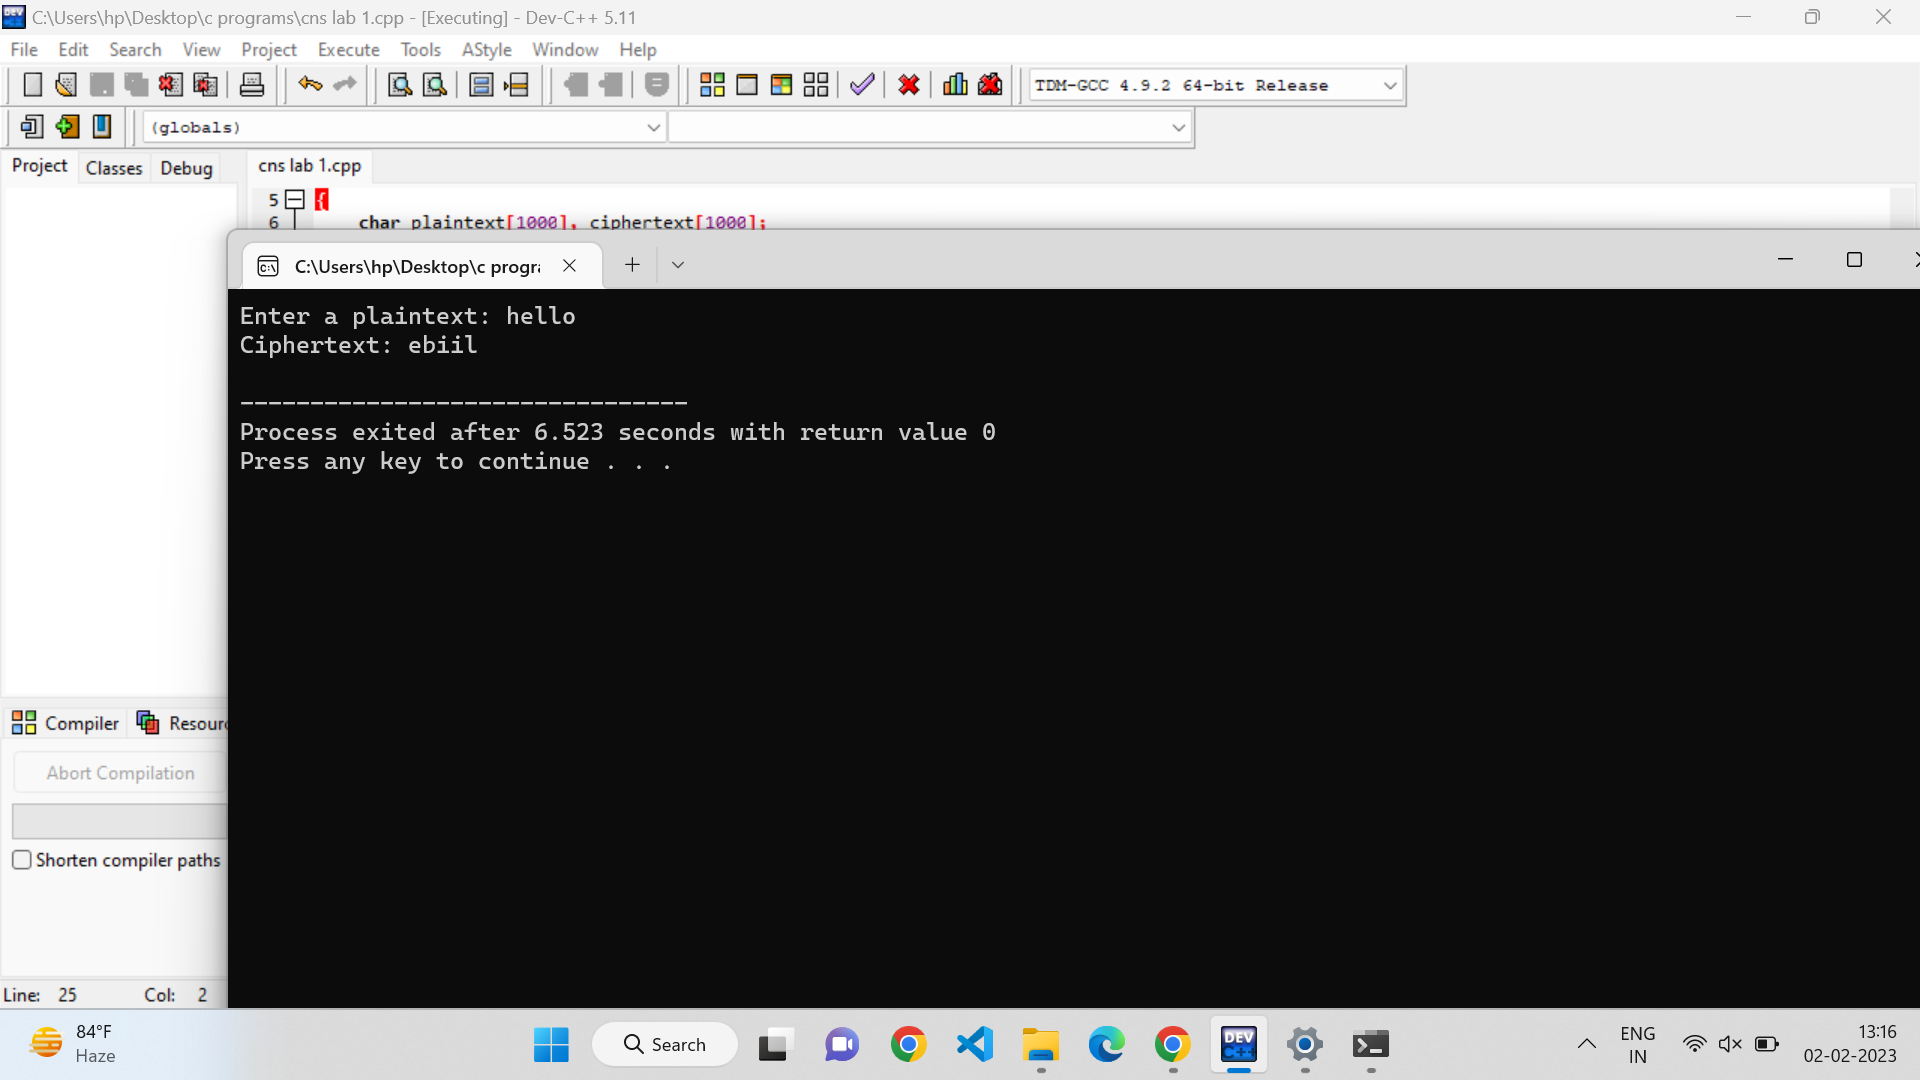 C:\Users\hp\Desktop\c programs\cns lab 1.cpp - [Executing] - Dev-C++ 5.11
File Edit Search View Project Execute Tools AStyle Window Help
TDM-GCC 4.9.2 64-bit Release
(globals)
Project Classes Debug
cns lab 1.cpp
5 {
6 char plaintext[1000], ciphertext[1000];
C:\Users\hp\Desktop\c progr
Enter a plaintext: hello
Ciphertext: ebiil
--------------------------------
Process exited after 6.523 seconds with return value 0
Press any key to continue . . .
Compiler Resour
Abort Compilation
Shorten compiler paths
Line: 25 Col: 2
84°F
Haze
Search
DEV
C++
ENG
IN
13:16
02-02-2023